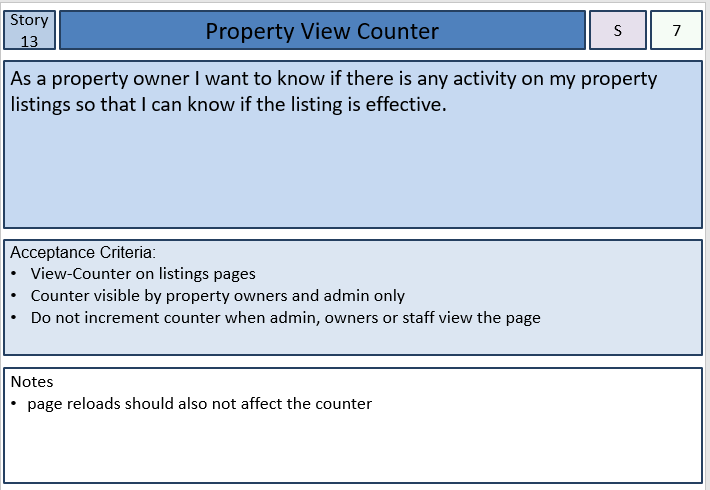 Story
13
Property View Counter
S
7
As a property owner I want to know if there is any activity on my property
listings so that I can know if the listing is effective.
Acceptance Criteria:
• View-Counter on listings pages
• Counter visible by property owners and admin only
• Do not increment counter when admin, owners or staff view the page
Notes
• page reloads should also not affect the counter